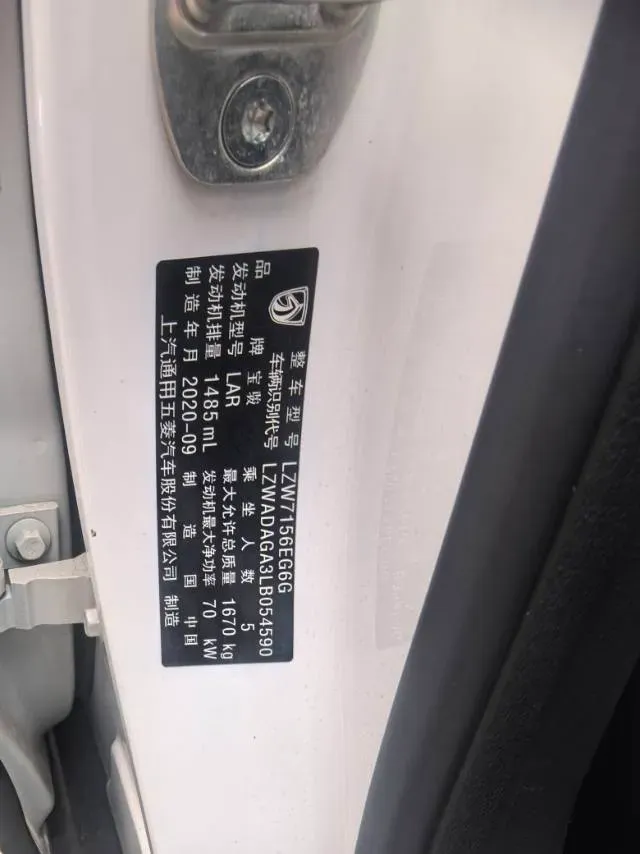 整车型号 LZW7156EG6G
车辆识别代号 LZWADAGA3LB054590
品牌 宝骏 乘坐人数 5
发动机型号 LAR 最大允许总质量 1670 kg
发动机排量 1485 mL 发动机最大净功率 70 kW
制造年月 2020-09 制造国 中国
上汽通用五菱汽车股份有限公司 制造